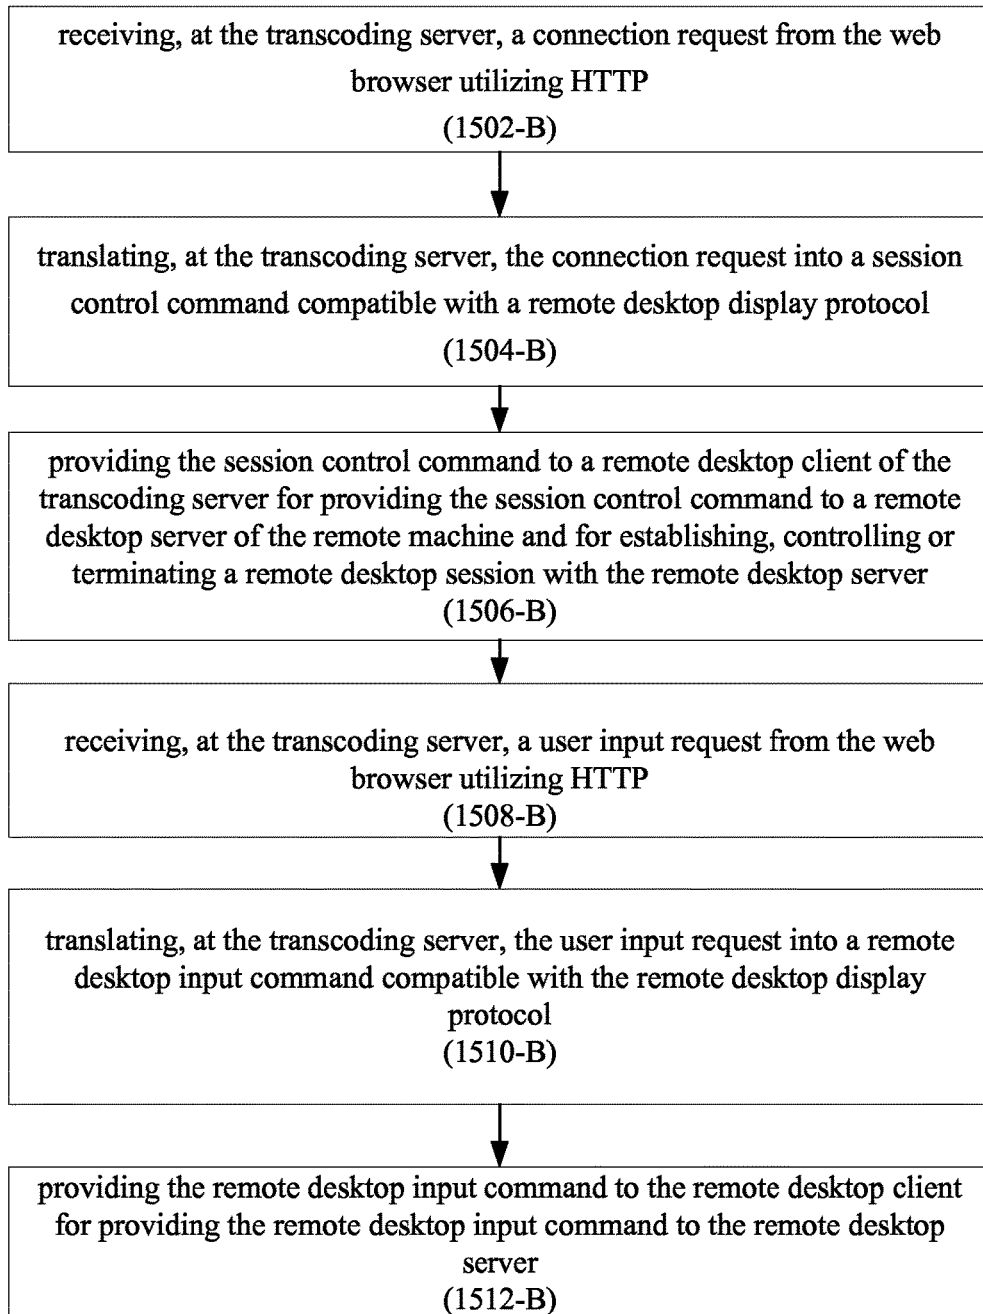 receiving, at the transcoding server, a connection request from the web
browser utilizing HTTP
(1502-B)
translating, at the transcoding server, the connection request into a session
control command compatible with a remote desktop display protocol
(1504-B)
providing the session control command to a remote desktop client of the
transcoding server for providing the session control command to a remote
desktop server of the remote machine and for establishing, controlling or
terminating a remote desktop session with the remote desktop server
(1506-B)
receiving, at the transcoding server, a user input request from the web
browser utilizing HTTP
(1508-B)
translating, at the transcoding server, the user input request into a remote
desktop input command compatible with the remote desktop display
protocol
(1510-B)
providing the remote desktop input command to the remote desktop client
for providing the remote desktop input command to the remote desktop
server
(1512-B)